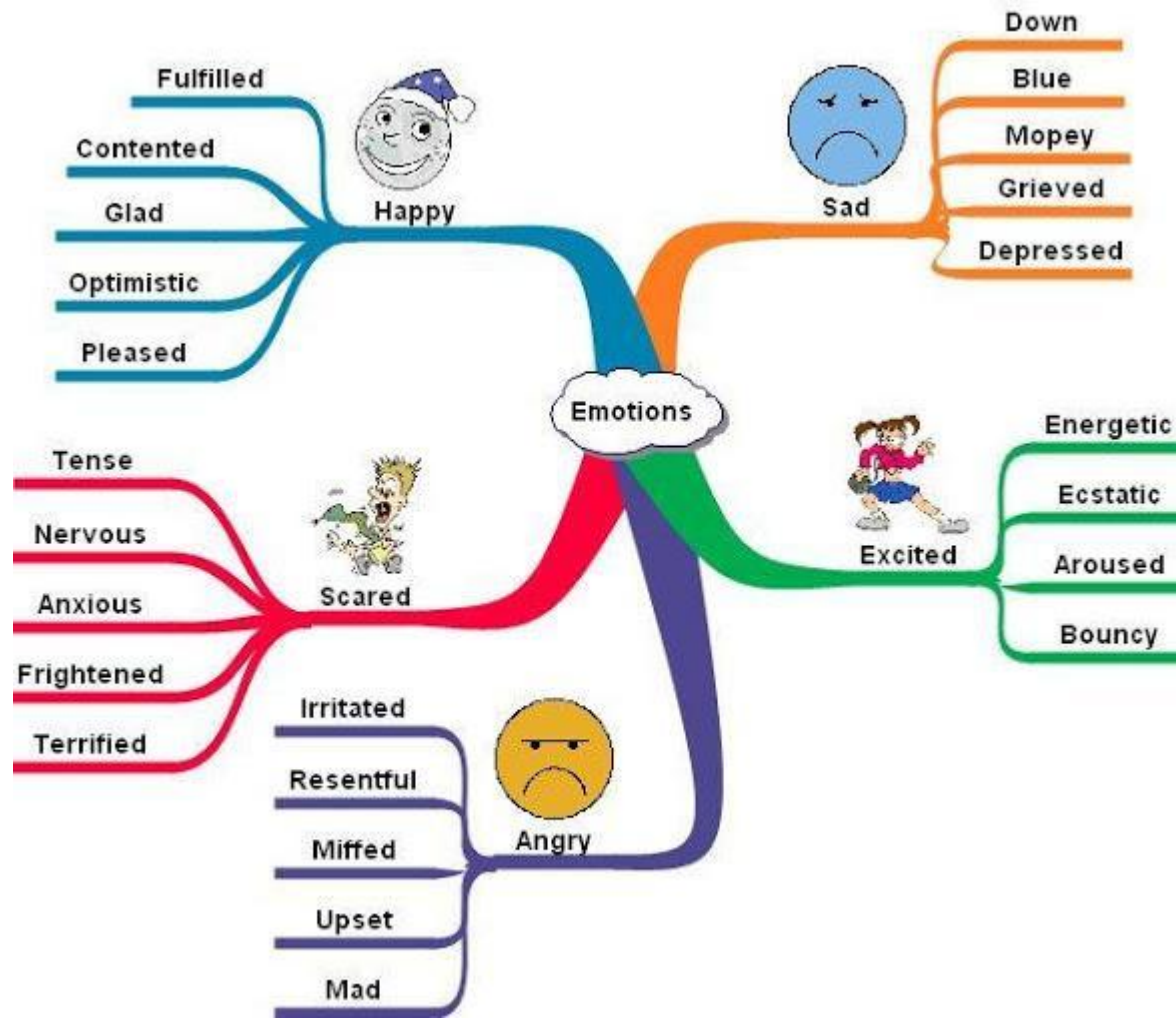 Emotions
Happy
Fulfilled
Contented
Glad
Optimistic
Pleased
Sad
Down
Blue
Mopey
Grieved
Depressed
Excited
Energetic
Ecstatic
Aroused
Bouncy
Scared
Tense
Nervous
Anxious
Frightened
Terrified
Angry
Irritated
Resentful
Miffed
Upset
Mad